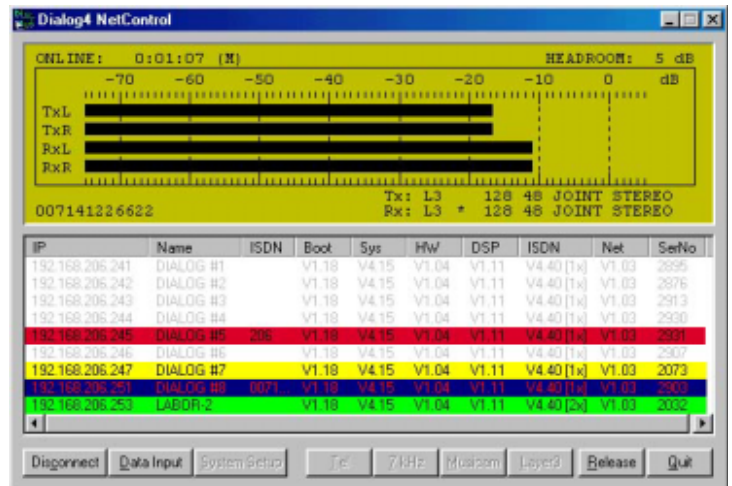 Dialog4 NetControl
ONLINE: 0:01:07 (M) HEADROOM: 5 dB
-70 -60 -50 -40 -30 -20 -10 0 dB
TxL
TxR
RxL
RxR
Tx: L3 128 48 JOINT STEREO
007141226622 Rx: L3 * 128 48 JOINT STEREO
IP Name ISDN Boot Sys HW DSP ISDN Net SerNo
192.168.206.241 DIALOG #1 V1.18 V4.15 V1.04 V1.11 V4.40 [1x] V1.03 2895
192.168.206.242 DIALOG #2 V1.18 V4.15 V1.04 V1.11 V4.40 [1x] V1.03 2876
192.168.206.243 DIALOG #3 V1.18 V4.15 V1.04 V1.11 V4.40 [1x] V1.03 2913
192.168.206.244 DIALOG #4 V1.18 V4.15 V1.04 V1.11 V4.40 [1x] V1.03 2930
192.168.206.245 DIALOG #5 206 V1.18 V4.15 V1.04 V1.11 V4.40 [1x] V1.03 2931
192.168.206.246 DIALOG #6 V1.18 V4.15 V1.04 V1.11 V4.40 [1x] V1.03 2907
192.168.206.247 DIALOG #7 V1.18 V4.15 V1.04 V1.11 V4.40 [1x] V1.03 2073
192.168.206.251 DIALOG #8 0071... V1.18 V4.15 V1.04 V1.11 V4.40 [1x] V1.03 2903
192.168.206.253 LABOR-2 V1.18 V4.15 V1.04 V1.11 V4.40 [2x] V1.03 2032
Disconnect Data Input System Setup Tel 7 kHz Musicam Layer3 Release Quit